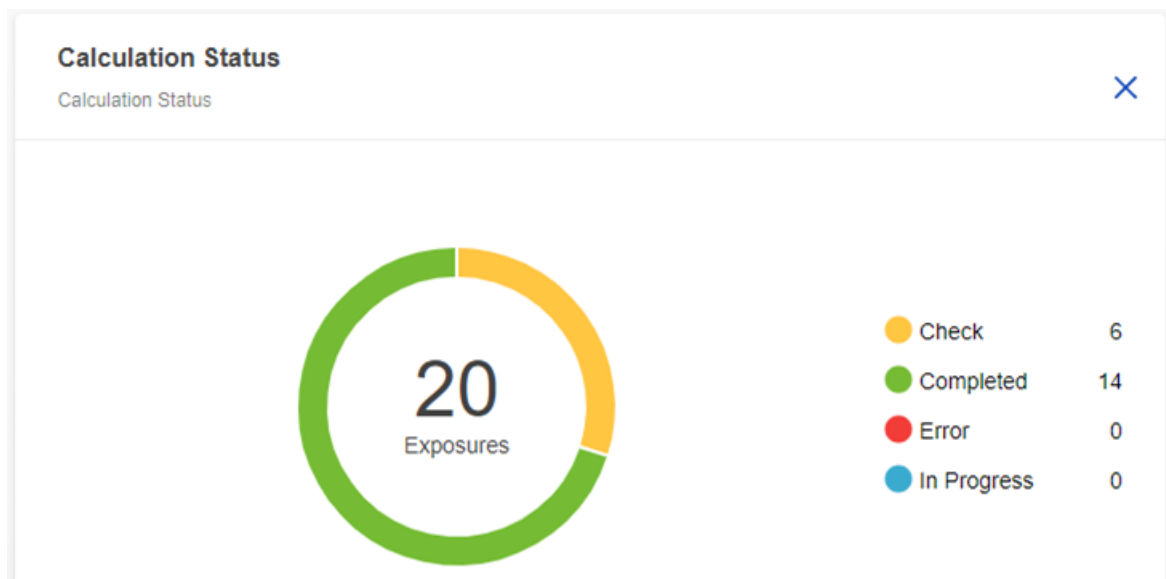 Calculation Status
Calculation Status
20
Exposures
Check 6
Completed 14
Error 0
In Progress 0